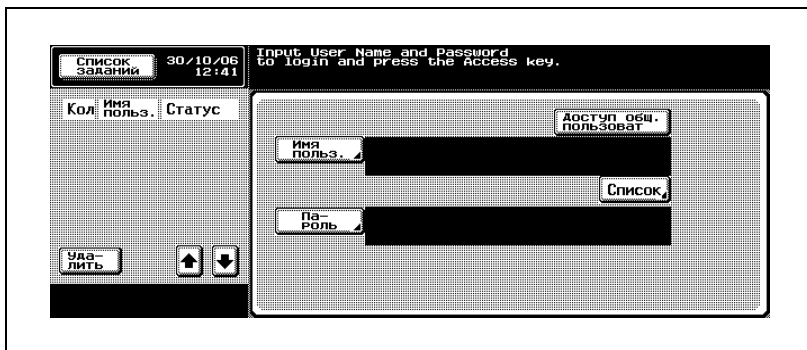 Список
заданий
30/10/06
12:41
Input User Name and Password
to login and press the Access key.
Кол
Имя
польз.
Статус
Доступ общ.
пользоват
Имя
польз.
Список
Па-
роль
Уда-
лить